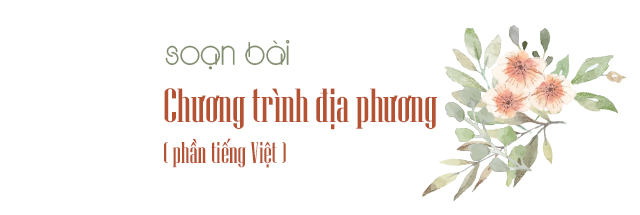 soạn bài
Chương trình địa phương
( phần tiếng Việt )